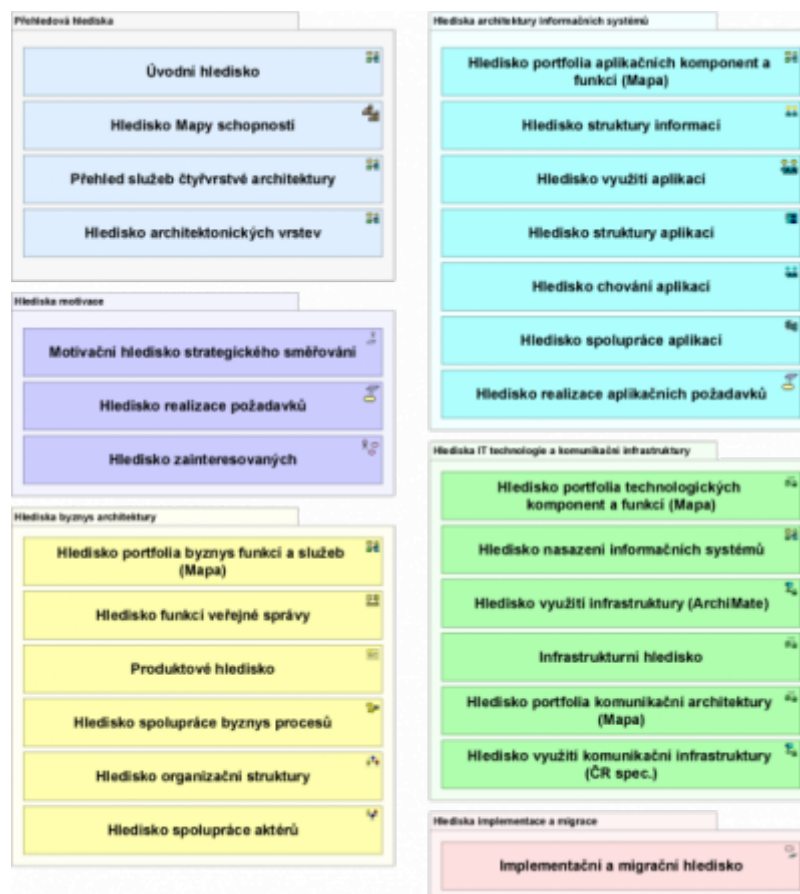 Přehledová hlediska
Úvodní hledisko
Hledisko Mapy schopností
Přehled služeb čtyřvrstvé architektury
Hledisko architektonických vrstev
Hlediska motivace
Motivační hledisko strategického směřování
Hledisko realizace požadavků
Hledisko zainteresovaných
Hlediska byznys architektury
Hledisko portfolia byznys funkcí a služeb
(Mapa)
Hledisko funkcí veřejné správy
Produktové hledisko
Hledisko spolupráce byznys procesů
Hledisko organizační struktury
Hledisko spolupráce aktérů
Hlediska architektury informačních systémů
Hledisko portfolia aplikačních komponent a
funkcí (Mapa)
Hledisko struktury informací
Hledisko využití aplikací
Hledisko struktury aplikací
Hledisko chování aplikací
Hledisko spolupráce aplikací
Hledisko realizace aplikačních požadavků
Hlediska IT technologie a komunikační infrastruktury
Hledisko portfolia technologických
komponent a funkcí (Mapa)
Hledisko nasazení informačních systémů
Hledisko využití infrastruktury (ArchiMate)
Infrastrukturní hledisko
Hledisko portfolia komunikační architektury
(Mapa)
Hledisko využití komunikační infrastruktury
(ČR spec.)
Hlediska implementace a migrace
Implementační a migrační hledisko